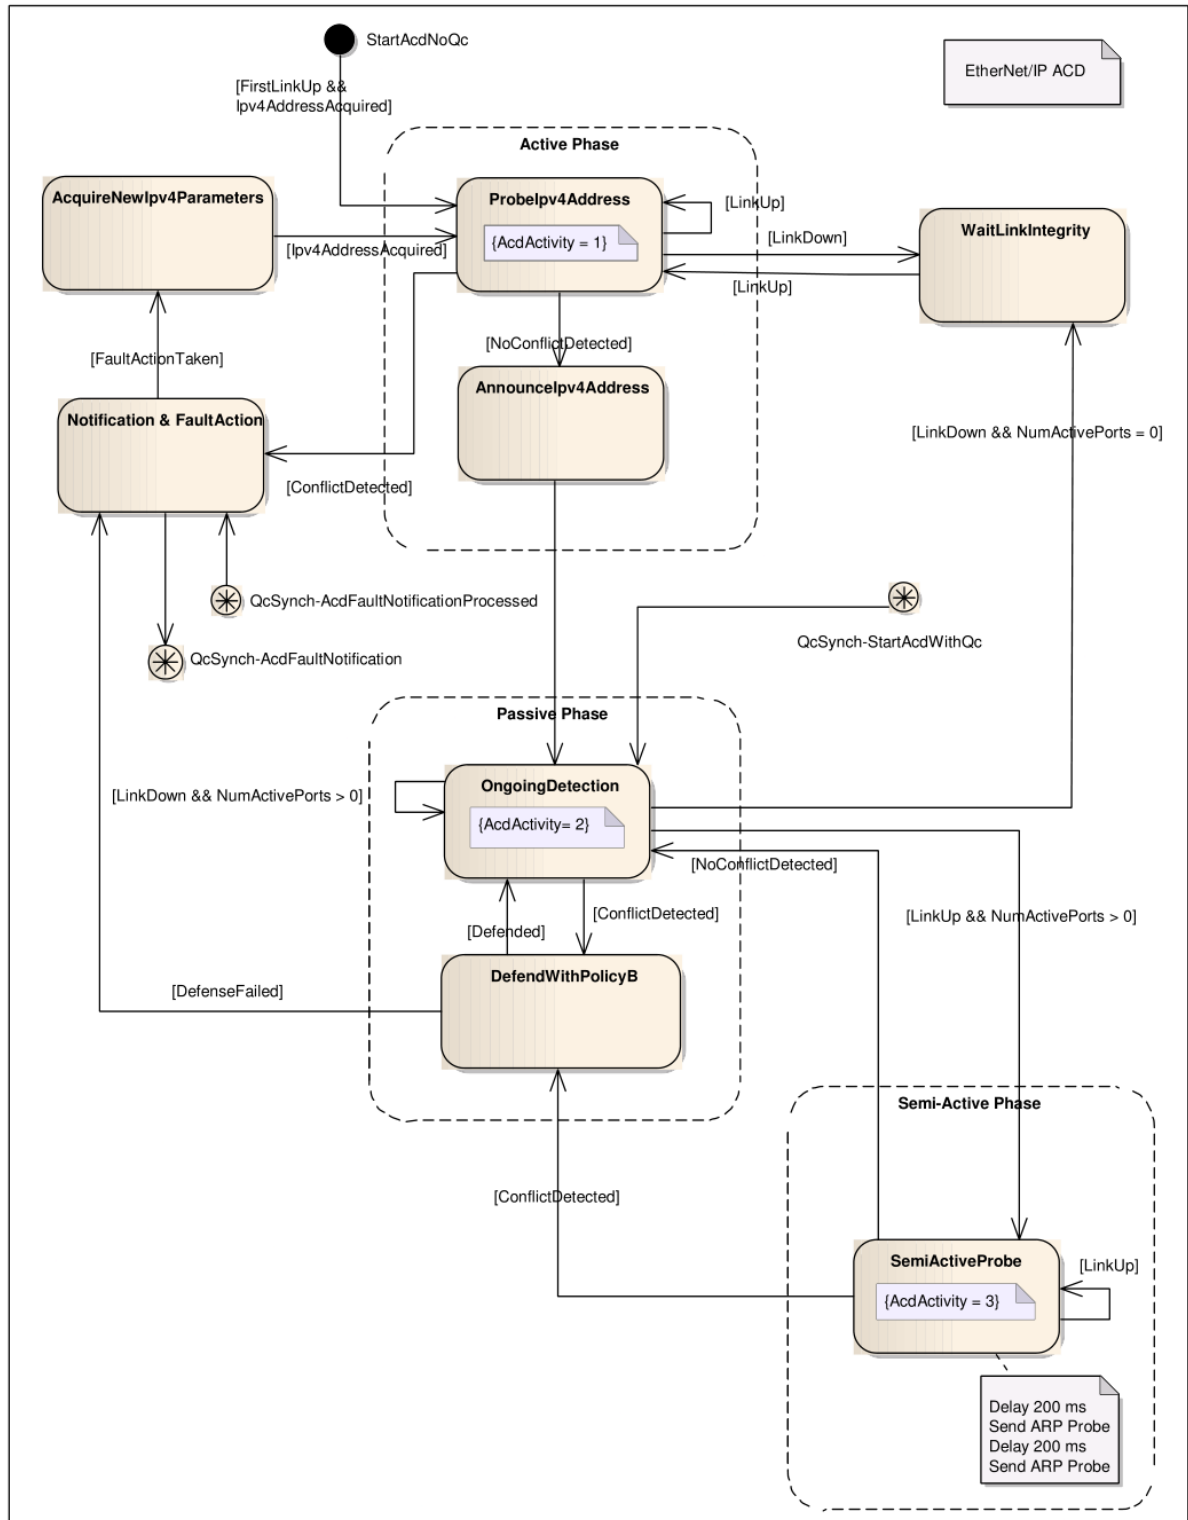 StartAcdNoQc
EtherNet/IP ACD
[FirstLinkUp &&
Ipv4AddressAcquired]
Active Phase
AcquireNewIpv4Parameters
ProbeIpv4Address
[LinkUp]
{AcdActivity = 1}
[Ipv4AddressAcquired]
[LinkDown]
WaitLinkIntegrity
[LinkUp]
[NoConflictDetected]
[FaultActionTaken]
AnnounceIpv4Address
Notification & FaultAction
[LinkDown && NumActivePorts = 0]
[ConflictDetected]
QcSynch-AcdFaultNotificationProcessed
QcSynch-StartAcdWithQc
QcSynch-AcdFaultNotification
Passive Phase
OngoingDetection
[LinkDown && NumActivePorts > 0]
{AcdActivity= 2}
[NoConflictDetected]
[ConflictDetected]
[LinkUp && NumActivePorts > 0]
[Defended]
DefendWithPolicyB
[DefenseFailed]
Semi-Active Phase
[ConflictDetected]
SemiActiveProbe
[LinkUp]
{AcdActivity = 3}
Delay 200 ms
Send ARP Probe
Delay 200 ms
Send ARP Probe